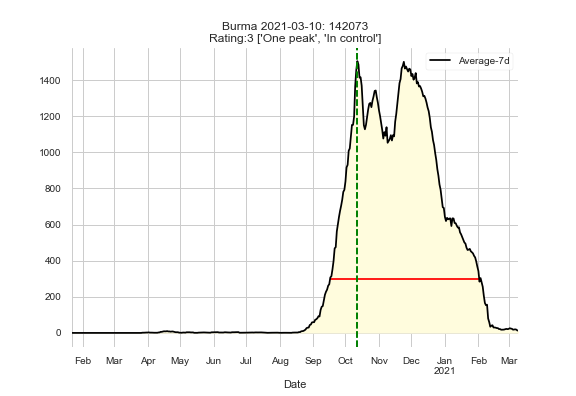 Burma 2021-03-10: 142073
Rating:3 ['One peak', 'In control']
Average-7d
1400
1200
1000
800
600
400
200
0
Feb Mar Apr May Jun Jul Aug Sep Oct Nov Dec Jan Feb Mar
2021
Date